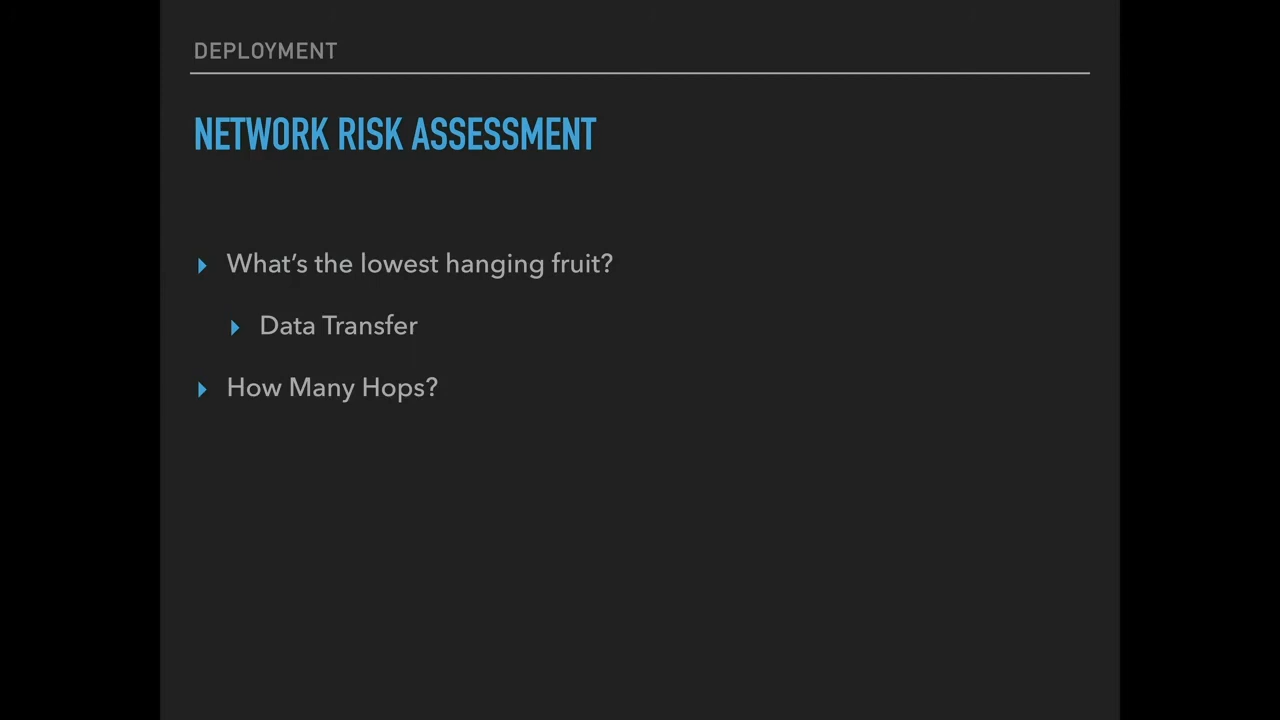 DEPLOYMENT
NETWORK RISK ASSESSMENT
What’s the lowest hanging fruit?
Data Transfer
How Many Hops?